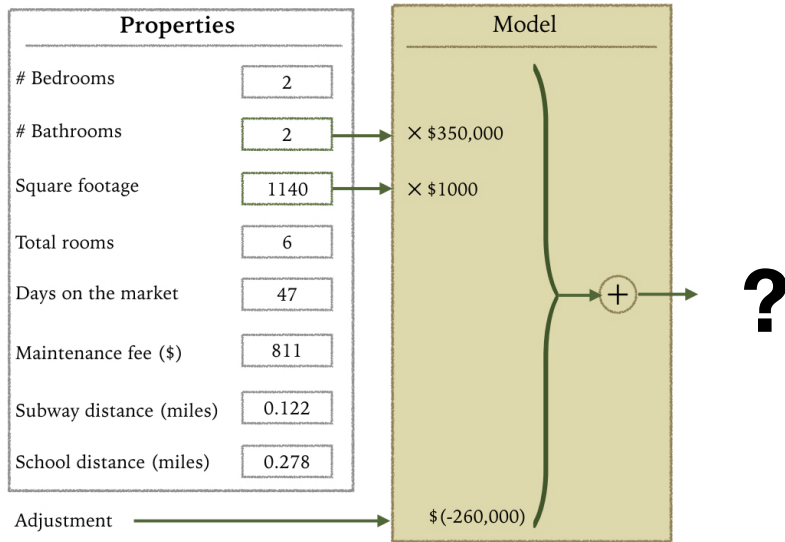 Properties
Model
# Bedrooms 2
# Bathrooms 2 × $350,000
Square footage 1140 × $1000
Total rooms 6
Days on the market 47
+
?
Maintenance fee ($) 811
Subway distance (miles) 0.122
School distance (miles) 0.278
Adjustment $(-260,000)